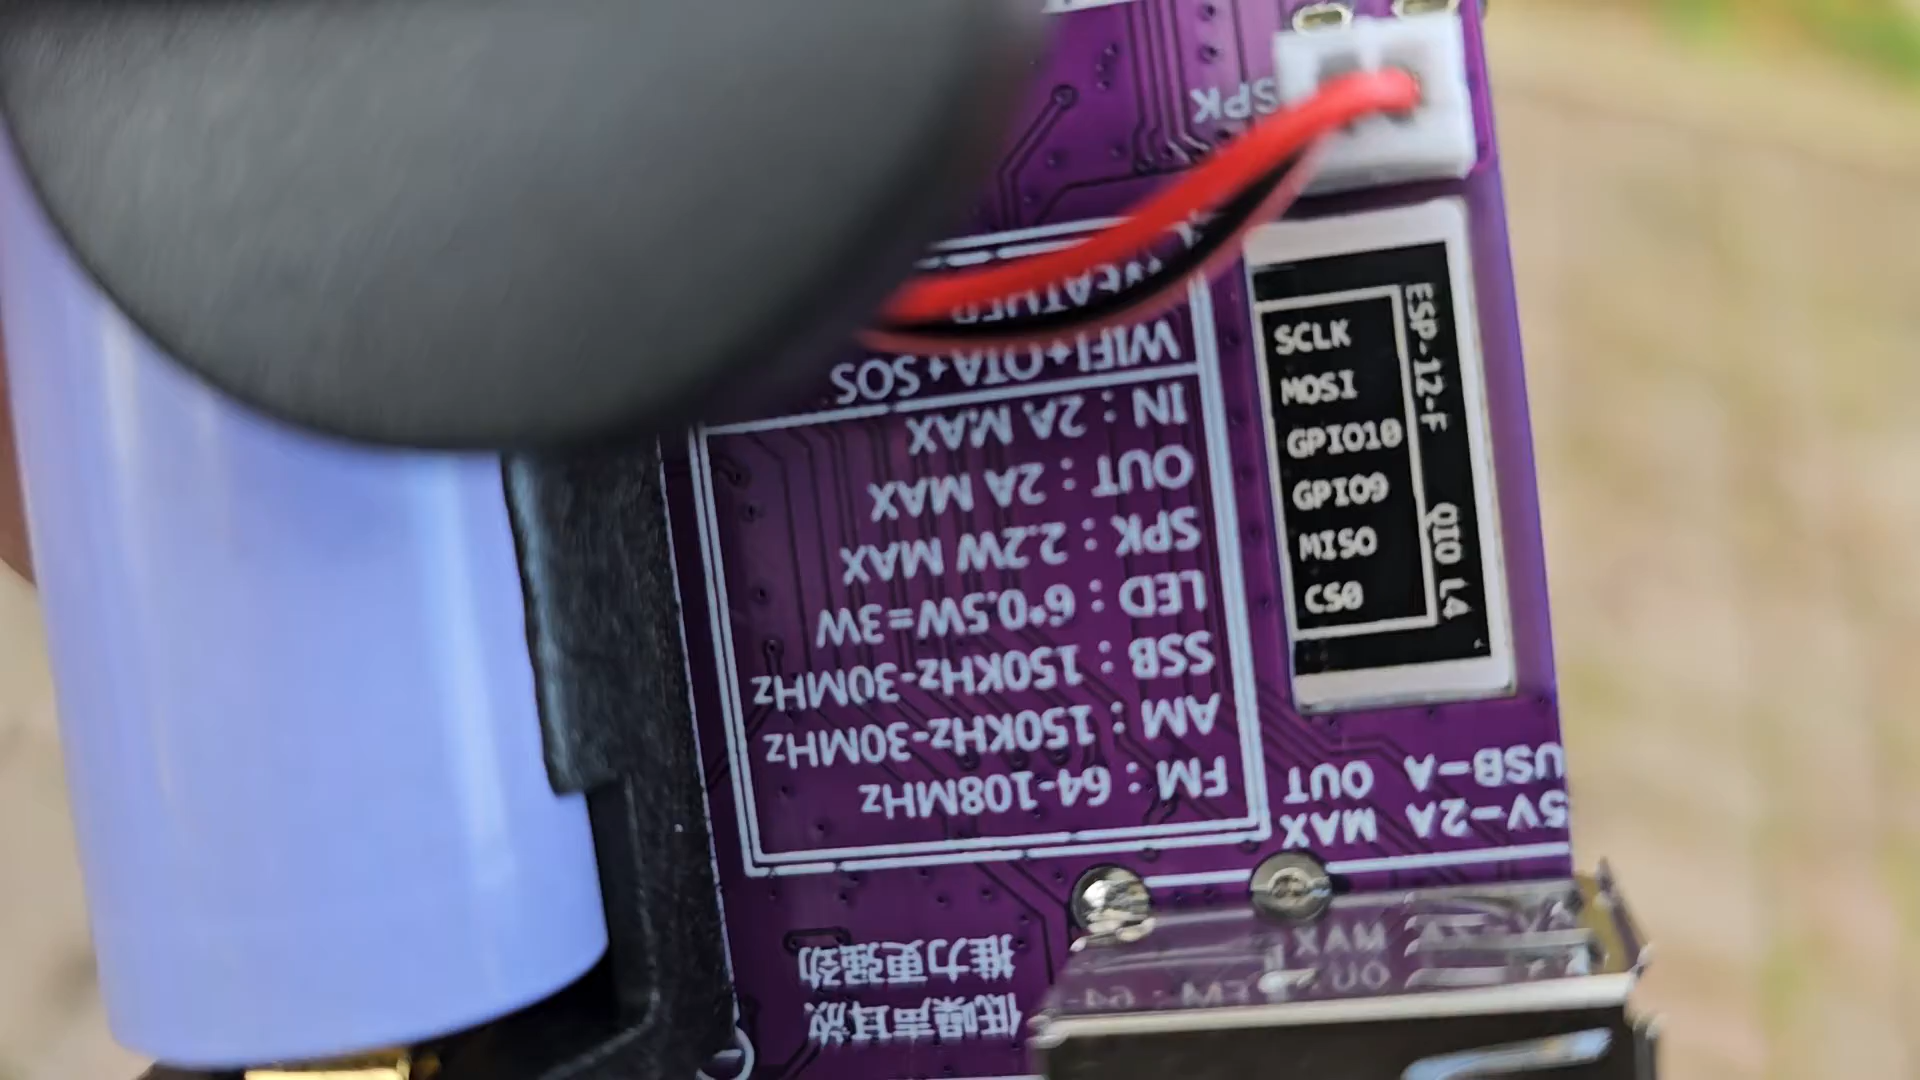 低噪声耳放
推力更强劲
5V-2A MAX
USB-A OUT
FM : 64-108MHz
AM : 150KHz-30MHz
SSB : 150KHz-30MHz
LED : 6*0.5W=3W
SPK : 2.2W MAX
OUT : 2A MAX
IN : 2A MAX
WIFI+OTA+SOS
SPK
ESP-12-F
QIO L4
SCLK
MOSI
GPIO10
GPIO9
MISO
CS0